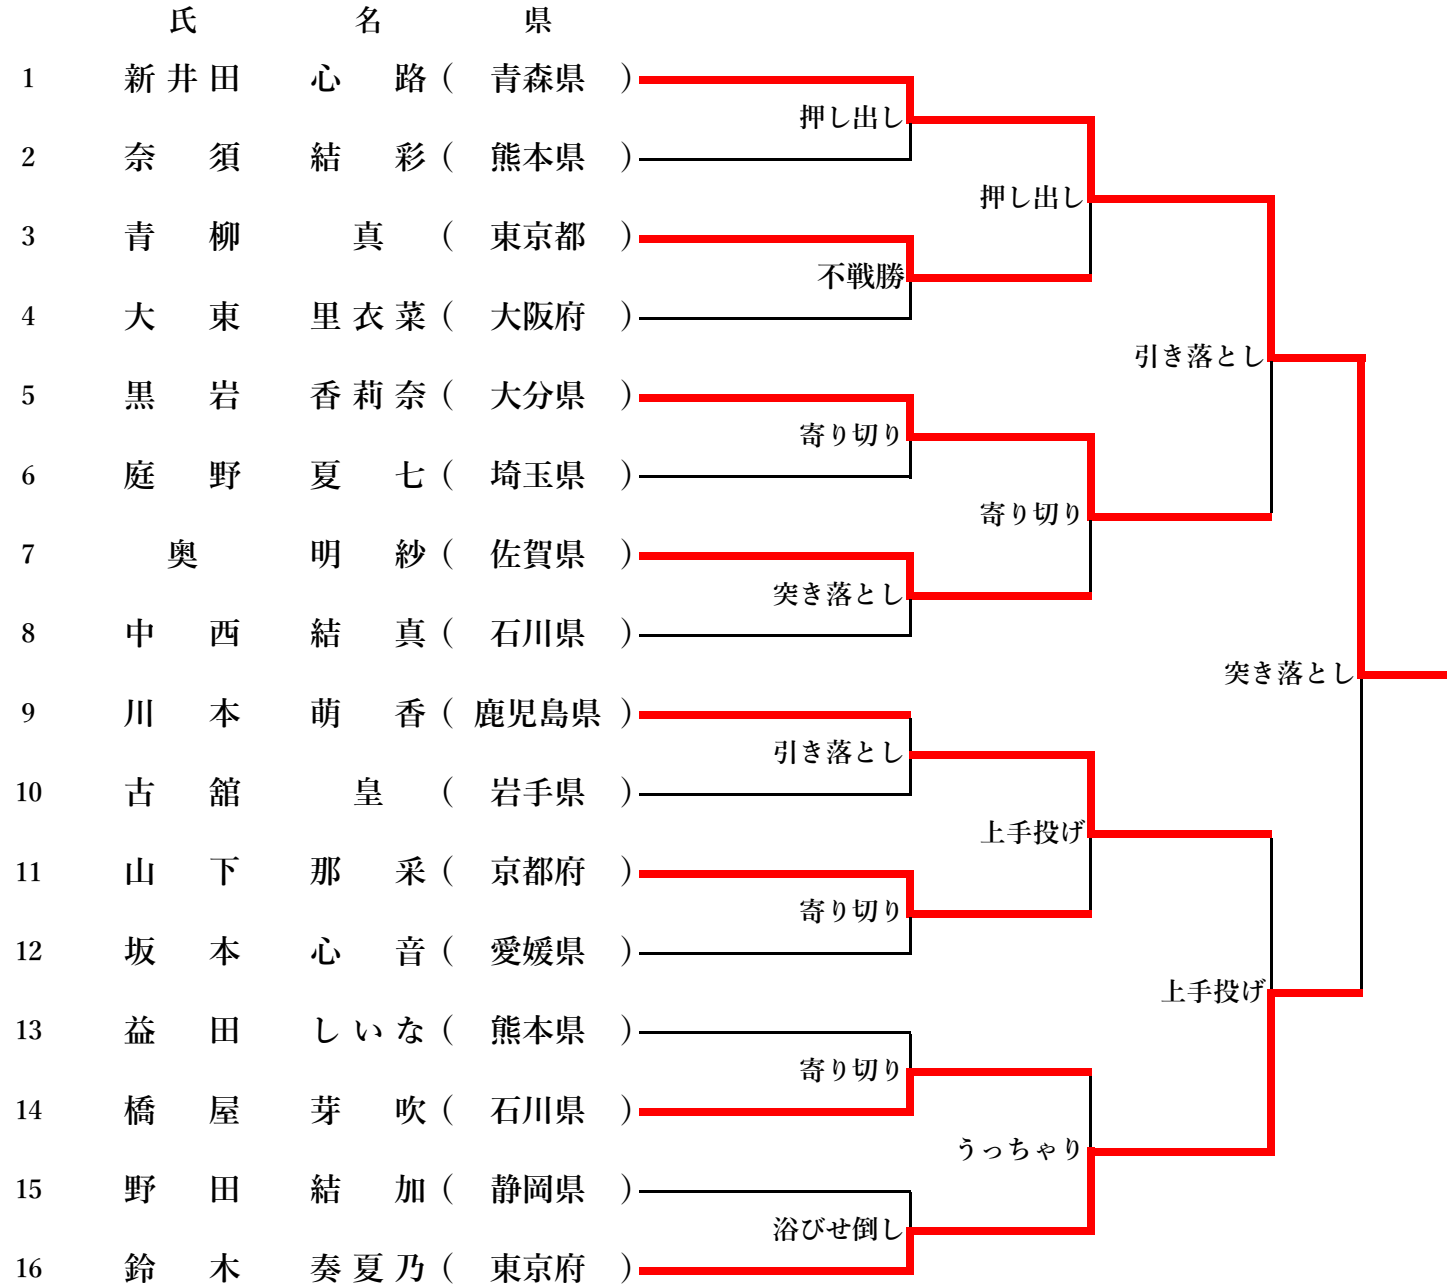 氏 名 県
1 新井田 心路 ( 青森県 )
押し出し
2 奈須 結彩 ( 熊本県 )
押し出し
3 青柳 真 ( 東京都 )
不戦勝
4 大東 里衣菜 ( 大阪府 )
引き落とし
5 黒岩 香莉奈 ( 大分県 )
寄り切り
6 庭野 夏七 ( 埼玉県 )
寄り切り
7 奥 明紗 ( 佐賀県 )
突き落とし
8 中西 結真 ( 石川県 )
突き落とし
9 川本 萌香 ( 鹿児島県 )
引き落とし
10 古舘 皇 ( 岩手県 )
上手投げ
11 山下 那采 ( 京都府 )
寄り切り
12 坂本 心音 ( 愛媛県 )
上手投げ
13 益田 しいな ( 熊本県 )
寄り切り
14 橋屋 芽吹 ( 石川県 )
うっちゃり
15 野田 結加 ( 静岡県 )
浴びせ倒し
16 鈴木 奏夏乃 ( 東京府 )